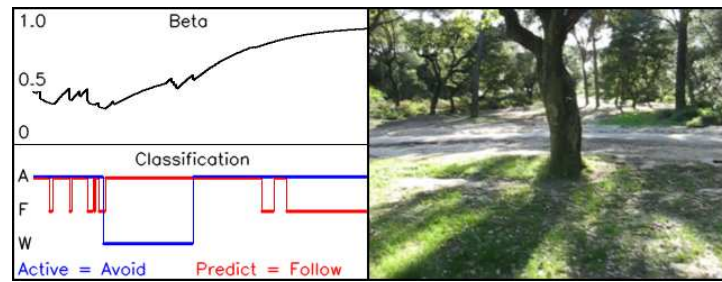 1.0
Beta
0.5
0
Classification
A
F
W
Active = Avoid
Predict = Follow